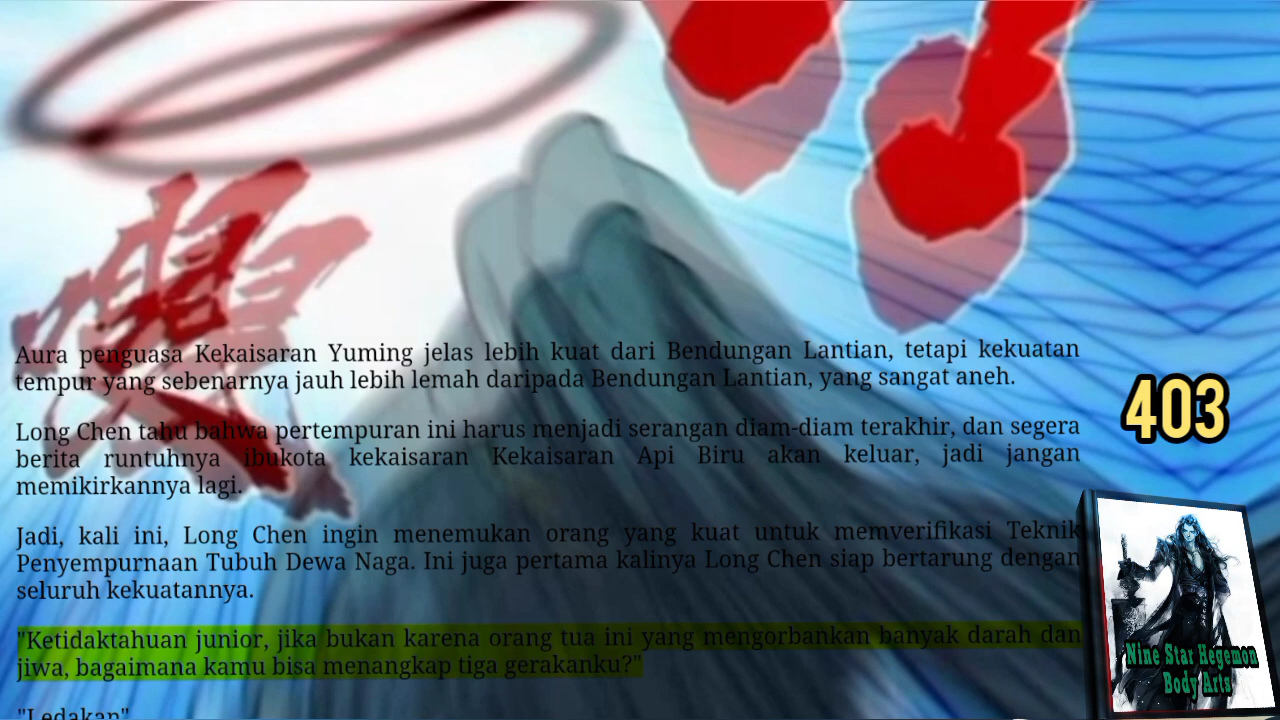 Aura penguasa Kekaisaran Yuming jelas lebih kuat dari Bendungan Lantian, tetapi kekuatan
tempur yang sebenarnya jauh lebih lemah daripada Bendungan Lantian, yang sangat aneh.
Long Chen tahu bahwa pertempuran ini harus menjadi serangan diam-diam terakhir, dan segera
berita runtuhnya ibukota kekaisaran Kekaisaran Api Biru akan keluar, jadi jangan
memikirkannya lagi.
Jadi, kali ini, Long Chen ingin menemukan orang yang kuat untuk memverifikasi Teknik
Penyempurnaan Tubuh Dewa Naga. Ini juga pertama kalinya Long Chen siap bertarung dengan
seluruh kekuatannya.
"Ketidaktahuan junior, jika bukan karena orang tua ini yang mengorbankan banyak darah dan
jiwa, bagaimana kamu bisa menangkap tiga gerakanku?"
"Ledakan"
403
Nine Star Hegemon
Body Arts